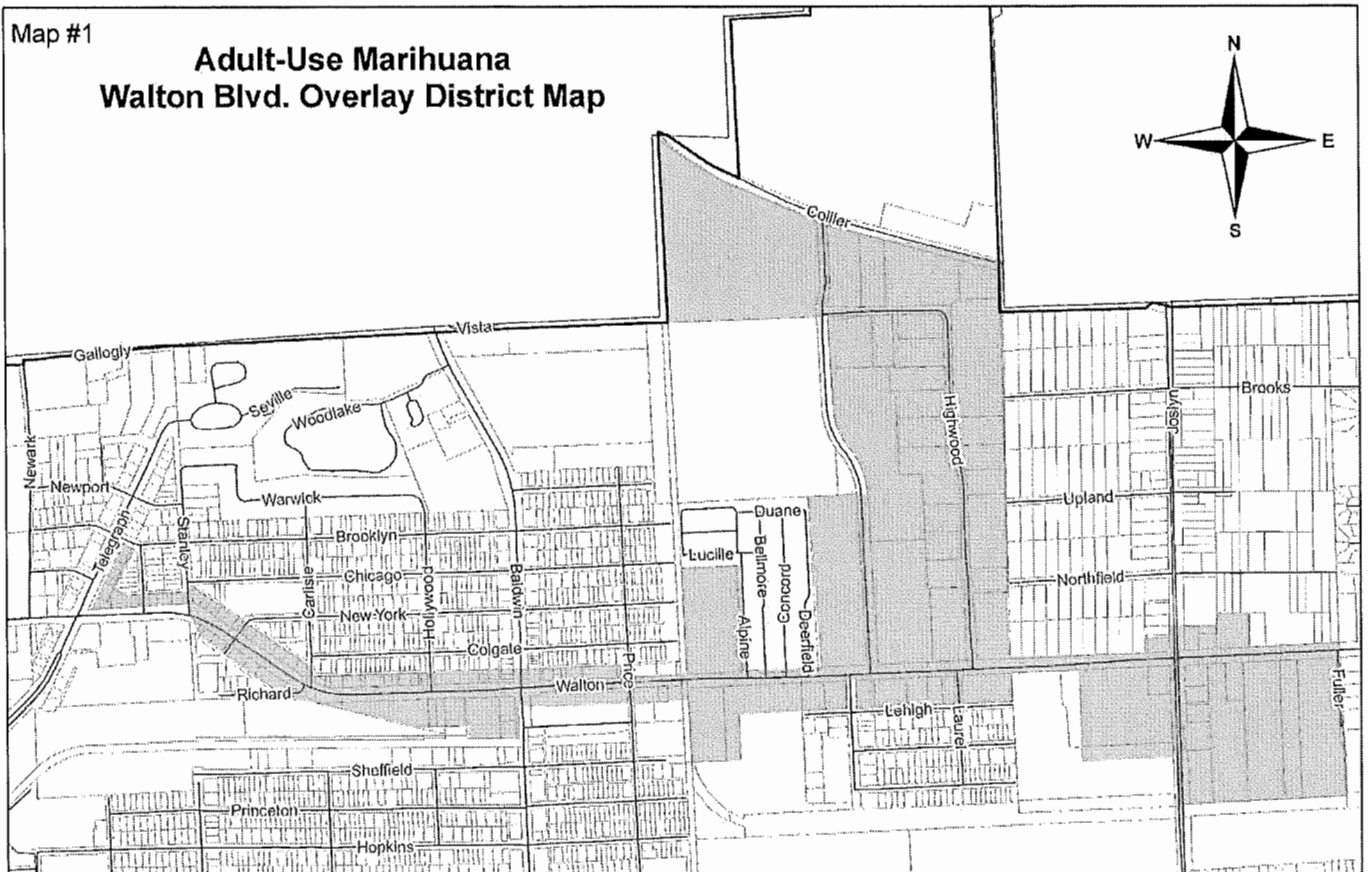 Map #1
Adult-Use Marihuana
Walton Blvd. Overlay District Map
N
W
E
S
Collier
Vista
Gallogly
Seville
Woodlake
Brooks
Joslyn
Highwood
Newark
Newport
Warwick
Upland
Duane
Telegraph
Stanley
Brooklyn
Lucille
Bellmore
Chicago
Carlisle
Hollywood
Baldwin
Concord
Northfield
New York
Alpine
Deerfield
Colgate
Price
Walton
Richard
Lehigh
Laurel
Fuller
Sheffield
Princeton
Hopkins